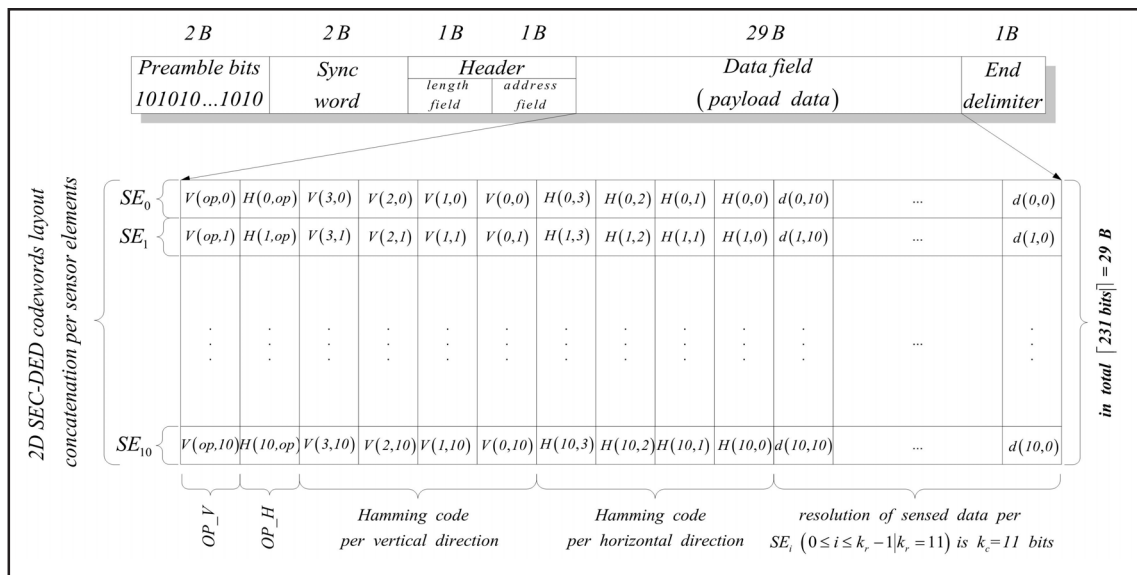 2 B 2 B 1 B 1 B 29 B 1B
Preamble bits Sync Header Data field End
101010...1010 word length field address field (payload data) delimiter
2D SEC-DED codewords layout
concatenation per sensor elements
SE0 V(op,0) H(0,op) V(3,0) V(2,0) V(1,0) V(0,0) H(0,3) H(0,2) H(0,1) H(0,0) d(0,10) ... d(0,0)
SE1 V(op,1) H(1,op) V(3,1) V(2,1) V(1,1) V(0,1) H(1,3) H(1,2) H(1,1) H(1,0) d(1,10) ... d(1,0)
. . . . . . . . . . . ... .
. . . . . . . . . . . .
. . . . . . . . . . . .
SE10 V(op,10) H(10,op) V(3,10) V(2,10) V(1,10) V(0,10) H(10,3) H(10,2) H(10,1) H(10,0) d(10,10) ... d(10,0)
in total ⌈231 bits⌉ = 29 B
OP_V
OP_H
Hamming code
per vertical direction
Hamming code
per horizontal direction
resolution of sensed data per
SEi (0 ≤ i ≤ kr −1|kr =11) is kc=11 bits